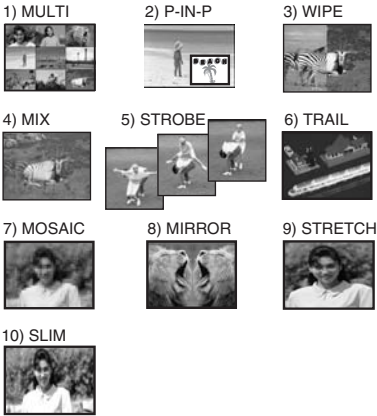 1) MULTI
2) P-IN-P
3) WIPE
BEACH
4) MIX
5) STROBE
6) TRAIL
7) MOSAIC
8) MIRROR
9) STRETCH
10) SLIM